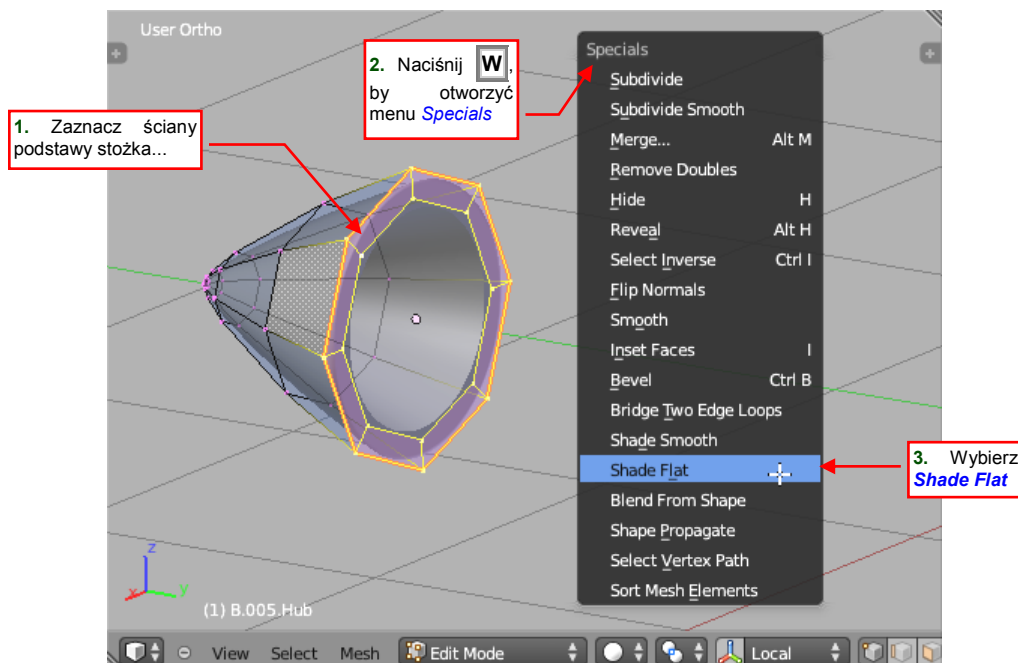 User Ortho
1. Zaznacz ściany
podstawy stożka...
2. Naciśnij W,
by otworzyć
menu Specials
Specials
Subdivide
Subdivide Smooth
Merge... Alt M
Remove Doubles
Hide H
Reveal Alt H
Select Inverse Ctrl I
Flip Normals
Smooth
Inset Faces I
Bevel Ctrl B
Bridge Two Edge Loops
Shade Smooth
Shade Flat
Blend From Shape
Shape Propagate
Select Vertex Path
Sort Mesh Elements
3. Wybierz
Shade Flat
z
x y
(1) B.005.Hub
View Select Mesh Edit Mode Local